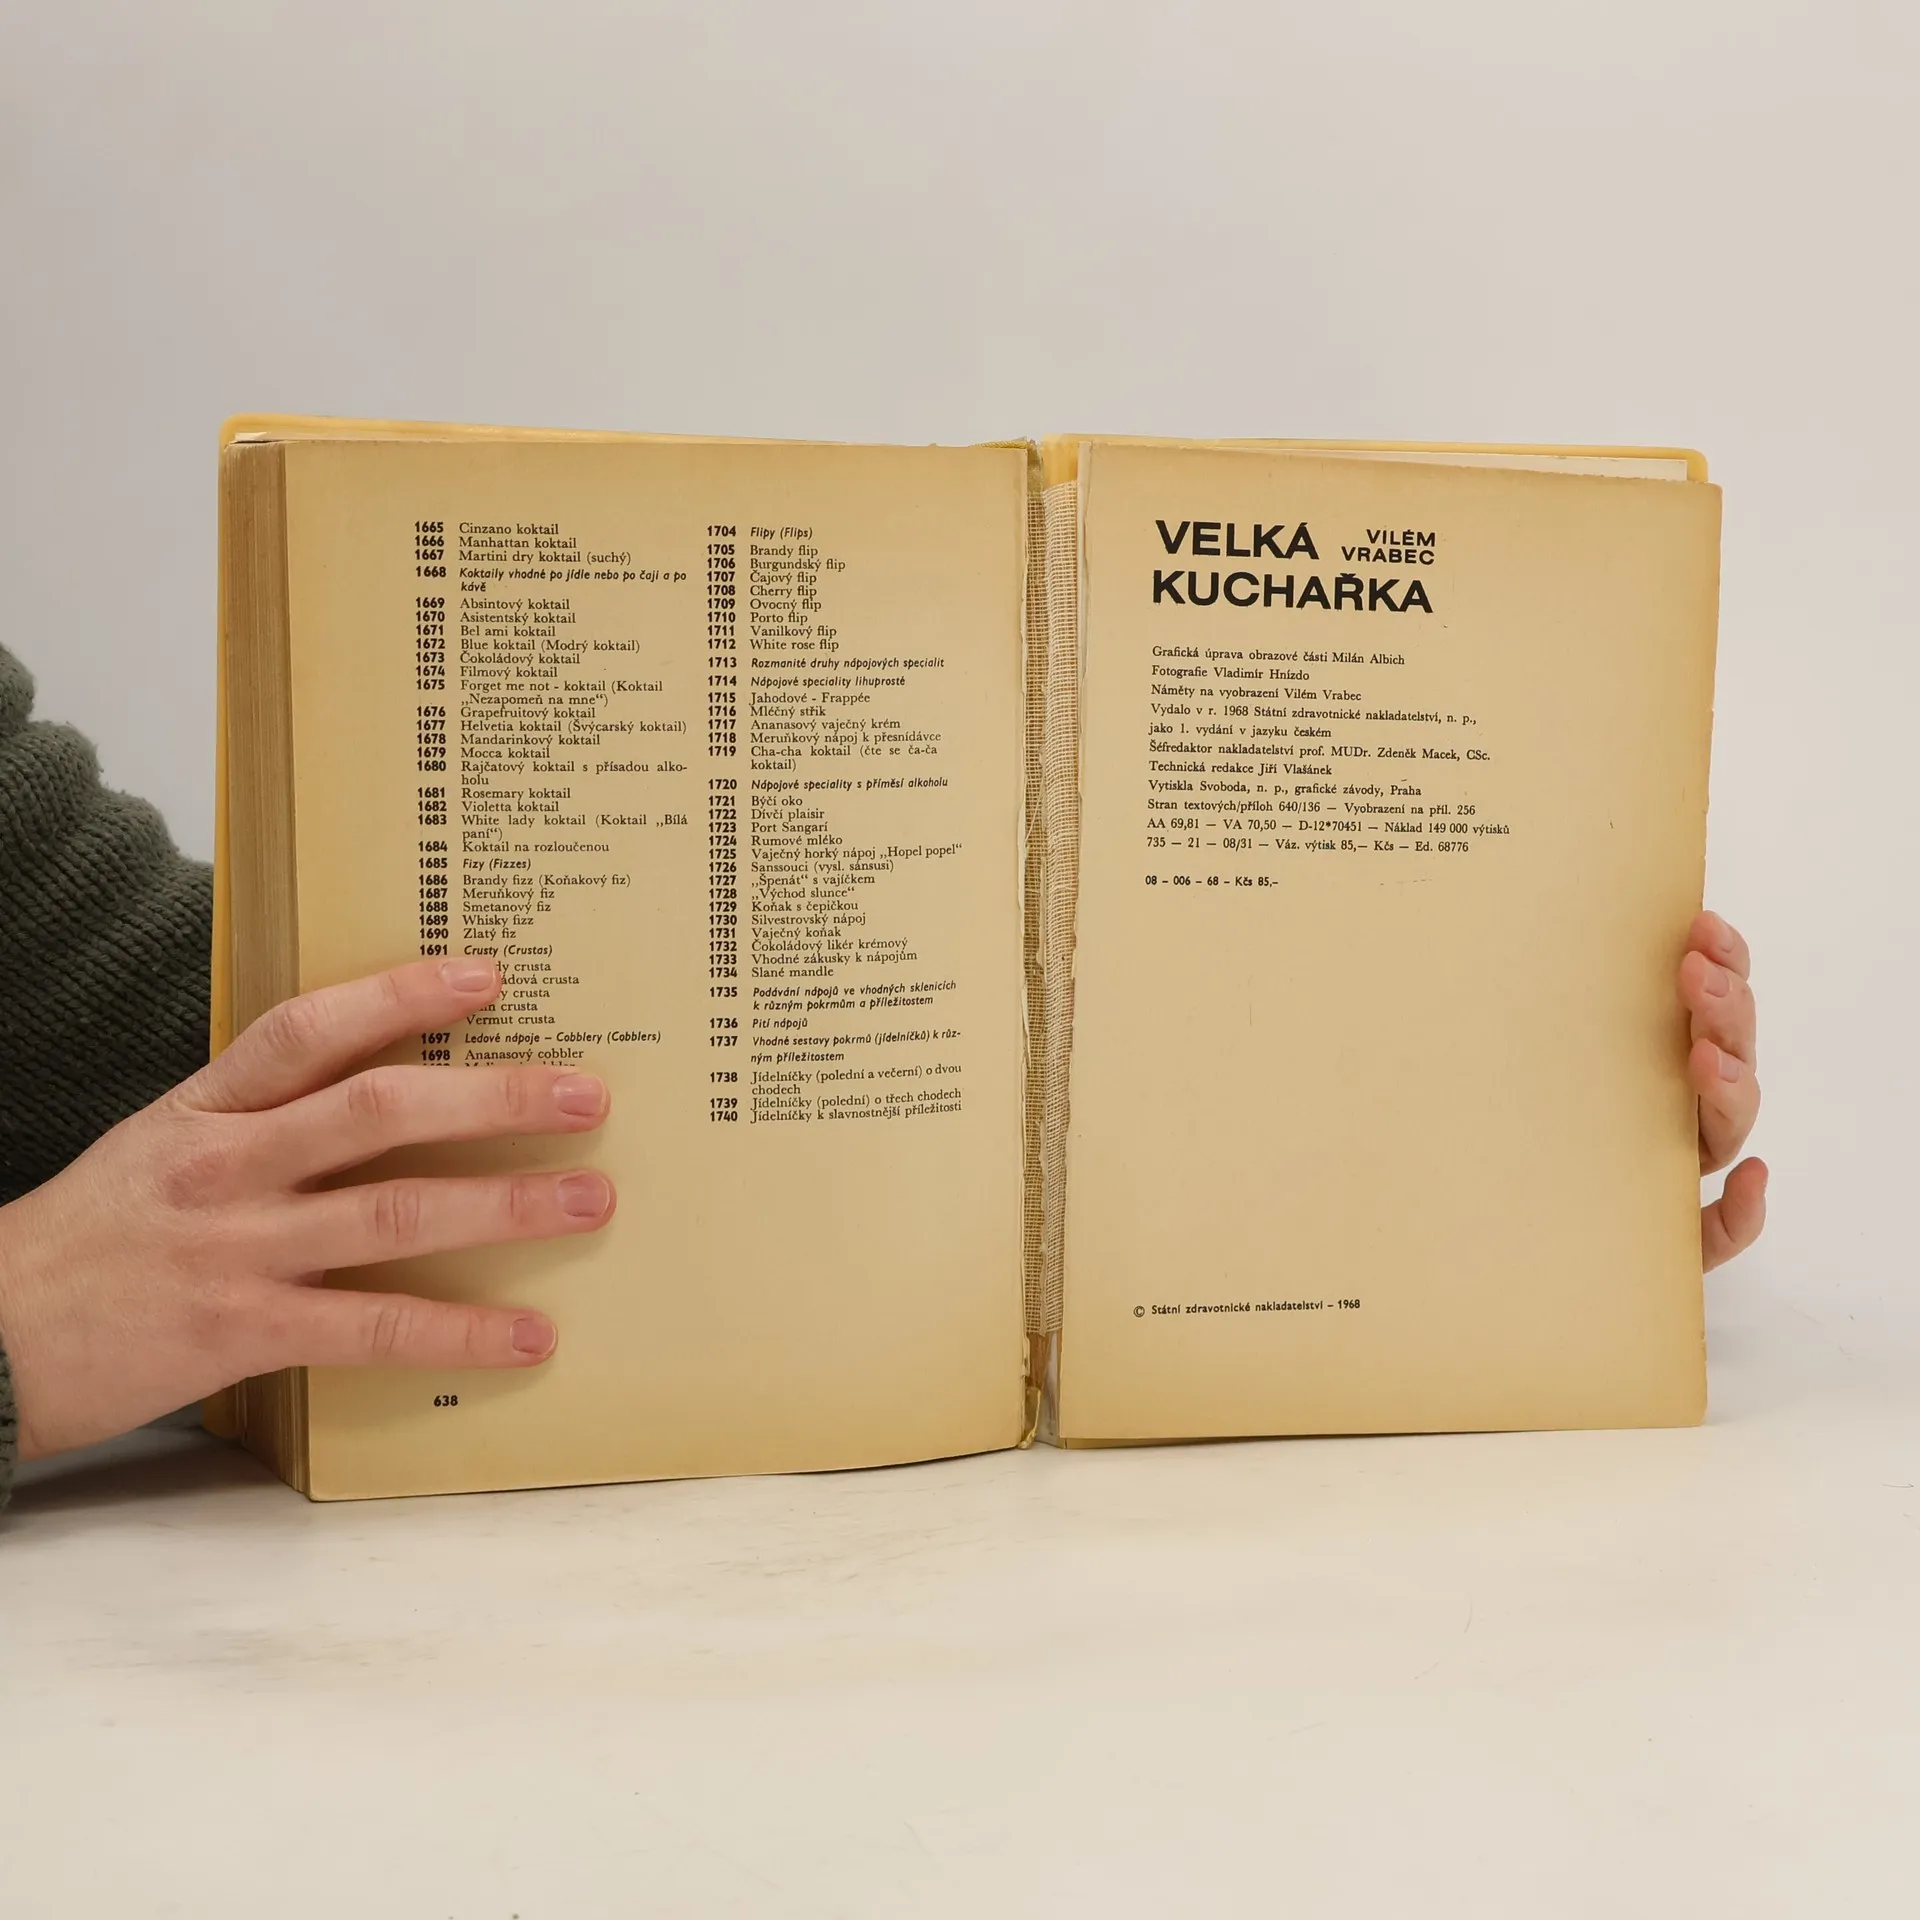 1665 Cinzano koktail
1666 Manhattan koktail
1667 Martini dry koktail (suchý)
1668 Koktaily vhodné po jídle nebo po čaji a po
kávě
1669 Absintový koktail
1670 Asistentský koktail
1671 Bel ami koktail
1672 Blue koktail (Modrý koktail)
1673 Čokoládový koktail
1674 Filmový koktail
1675 Forget me not - koktail (Koktail
„Nezapomeň na mne“)
1676 Grapefruitový koktail
1677 Helvetia koktail (Švýcarský koktail)
1678 Mandarinkový koktail
1679 Mocca koktail
1680 Rajčatový koktail s přísadou alko-
holu
1681 Rosemary koktail
1682 Violetta koktail
1683 White lady koktail (Koktail „Bílá
paní“)
1684 Koktail na rozloučenou
1685 Fizy (Fizzes)
1686 Brandy fizz (Koňakový fiz)
1687 Meruňkový fiz
1688 Smetanový fiz
1689 Whisky fizz
1690 Zlatý fiz
1691 Crusty (Crustas)
crusta
crusta
crusta
crusta
Vermut crusta
1697 Ledové nápoje – Cobblery (Cobblers)
1698 Ananasový cobbler
638
1704 Flipy (Flips)
1705 Brandy flip
1706 Burgundský flip
1707 Čajový flip
1708 Cherry flip
1709 Ovocný flip
1710 Porto flip
1711 Vanilkový flip
1712 White rose flip
1713 Rozmanité druhy nápojových specialit
1714 Nápojové speciality lihuprosté
1715 Jahodové - Frappée
1716 Mléčný střik
1717 Ananasový vaječný krém
1718 Meruňkový nápoj k přesnídávce
1719 Cha-cha koktail (čte se ča-ča
koktail)
1720 Nápojové speciality s příměsí alkoholu
1721 Býčí oko
1722 Dívčí plaisir
1723 Port Sangarí
1724 Rumové mléko
1725 Vaječný horký nápoj „Hopel popel“
1726 Sanssouci (vysl. sánsusi)
1727 „Špenát“ s vajíčkem
1728 „Východ slunce“
1729 Koňak s čepičkou
1730 Silvestrovský nápoj
1731 Vaječný koňak
1732 Čokoládový likér krémový
1733 Vhodné zákusky k nápojům
1734 Slané mandle
1735 Podávání nápojů ve vhodných sklenicích
k různým pokrmům a příležitostem
1736 Pití nápojů
1737 Vhodné sestavy pokrmů (jídelníčků) k růz-
ným příležitostem
1738 Jídelníčky (polední a večerní) o dvou
chodech
1739 Jídelníčky (polední) o třech chodech
1740 Jídelníčky k slavnostnější příležitosti
VELKÁ VILÉM
VRABEC
KUCHAŘKA
Grafická úprava obrazové části Milán Albich
Fotografie Vladimír Hnízdo
Náměty na vyobrazení Vilém Vrabec
Vydalo v r. 1968 Státní zdravotnické nakladatelství, n. p.,
jako 1. vydání v jazyku českém
Šéfredaktor nakladatelství prof. MUDr. Zdeněk Macek, CSc.
Technická redakce Jiří Vlašánek
Vytiskla Svoboda, n. p., grafické závody, Praha
Stran textových/příloh 640/136 — Vyobrazení na příl. 256
AA 69,81 — VA 70,50 — D-12*70451 — Náklad 149 000 výtisků
735 — 21 — 08/31 — Váz. výtisk 85,— Kčs — Ed. 68776
08 – 006 – 68 – Kčs 85,–
© Státní zdravotnické nakladatelství – 1968